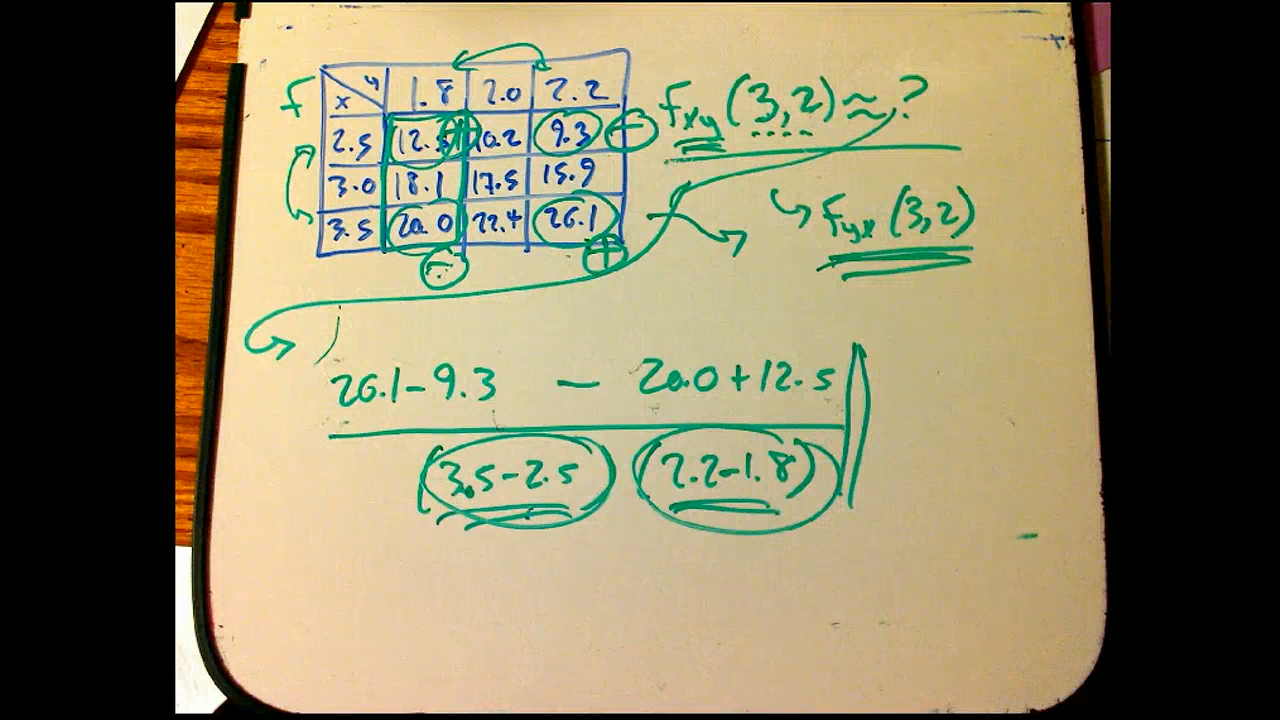 f x y 1.8 2.0 2.2 f_xy (3,2) ≈ ?
2.5 12.5 + 10.2 9.3 −
3.0 18.1 17.5 15.9
3.5 20.0 22.4 26.1 f_yx (3,2)
− +
26.1-9.3 − 20.0+12.5
(3.5-2.5) (2.2-1.8)